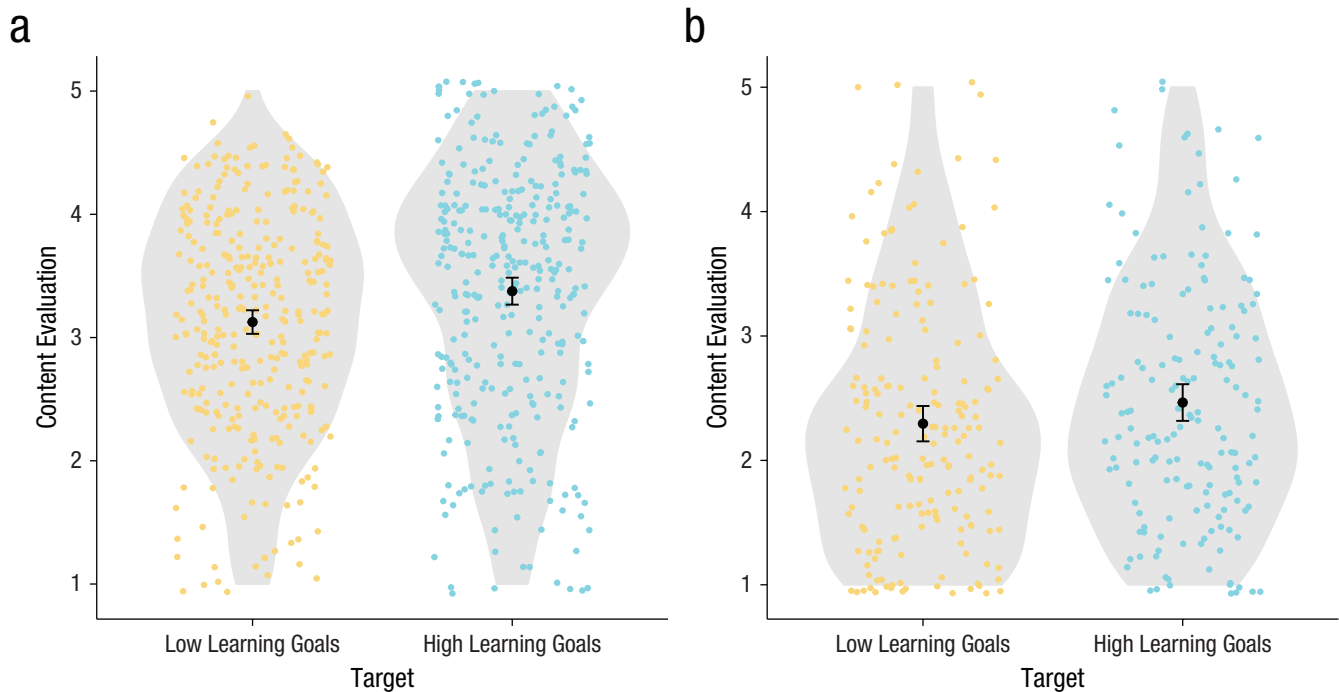 a
Content Evaluation
5
4
3
2
1
Low Learning Goals
High Learning Goals
Target
b
Content Evaluation
5
4
3
2
1
Low Learning Goals
High Learning Goals
Target